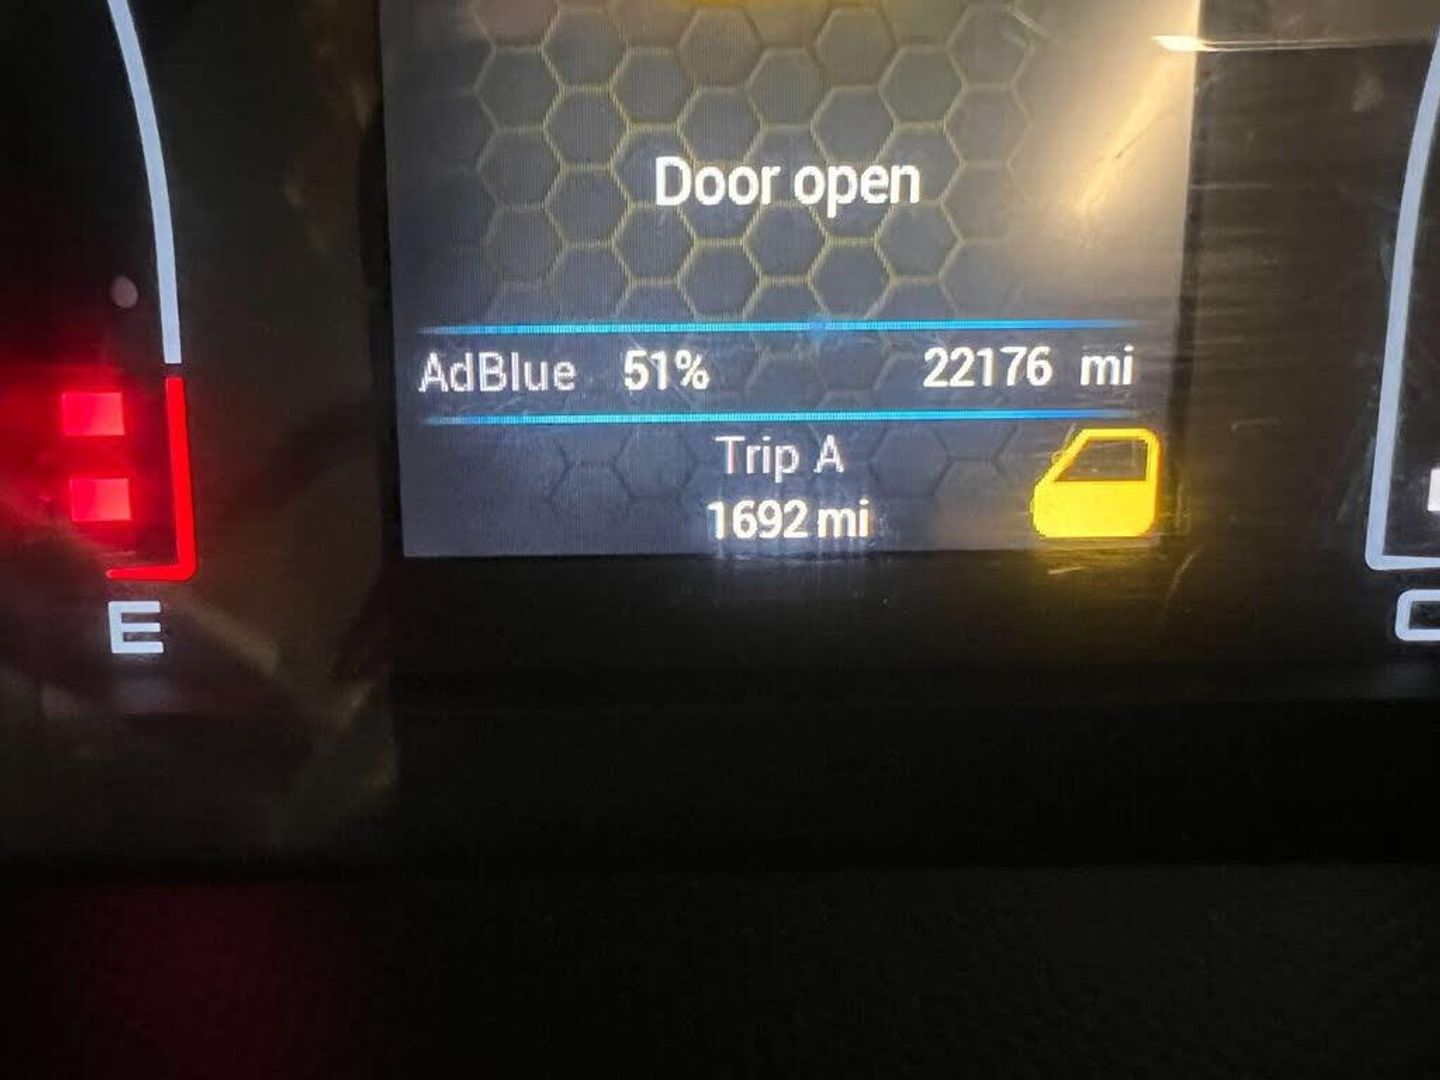 Door open
AdBlue 51% 22176 mi
Trip A
1692 mi
E